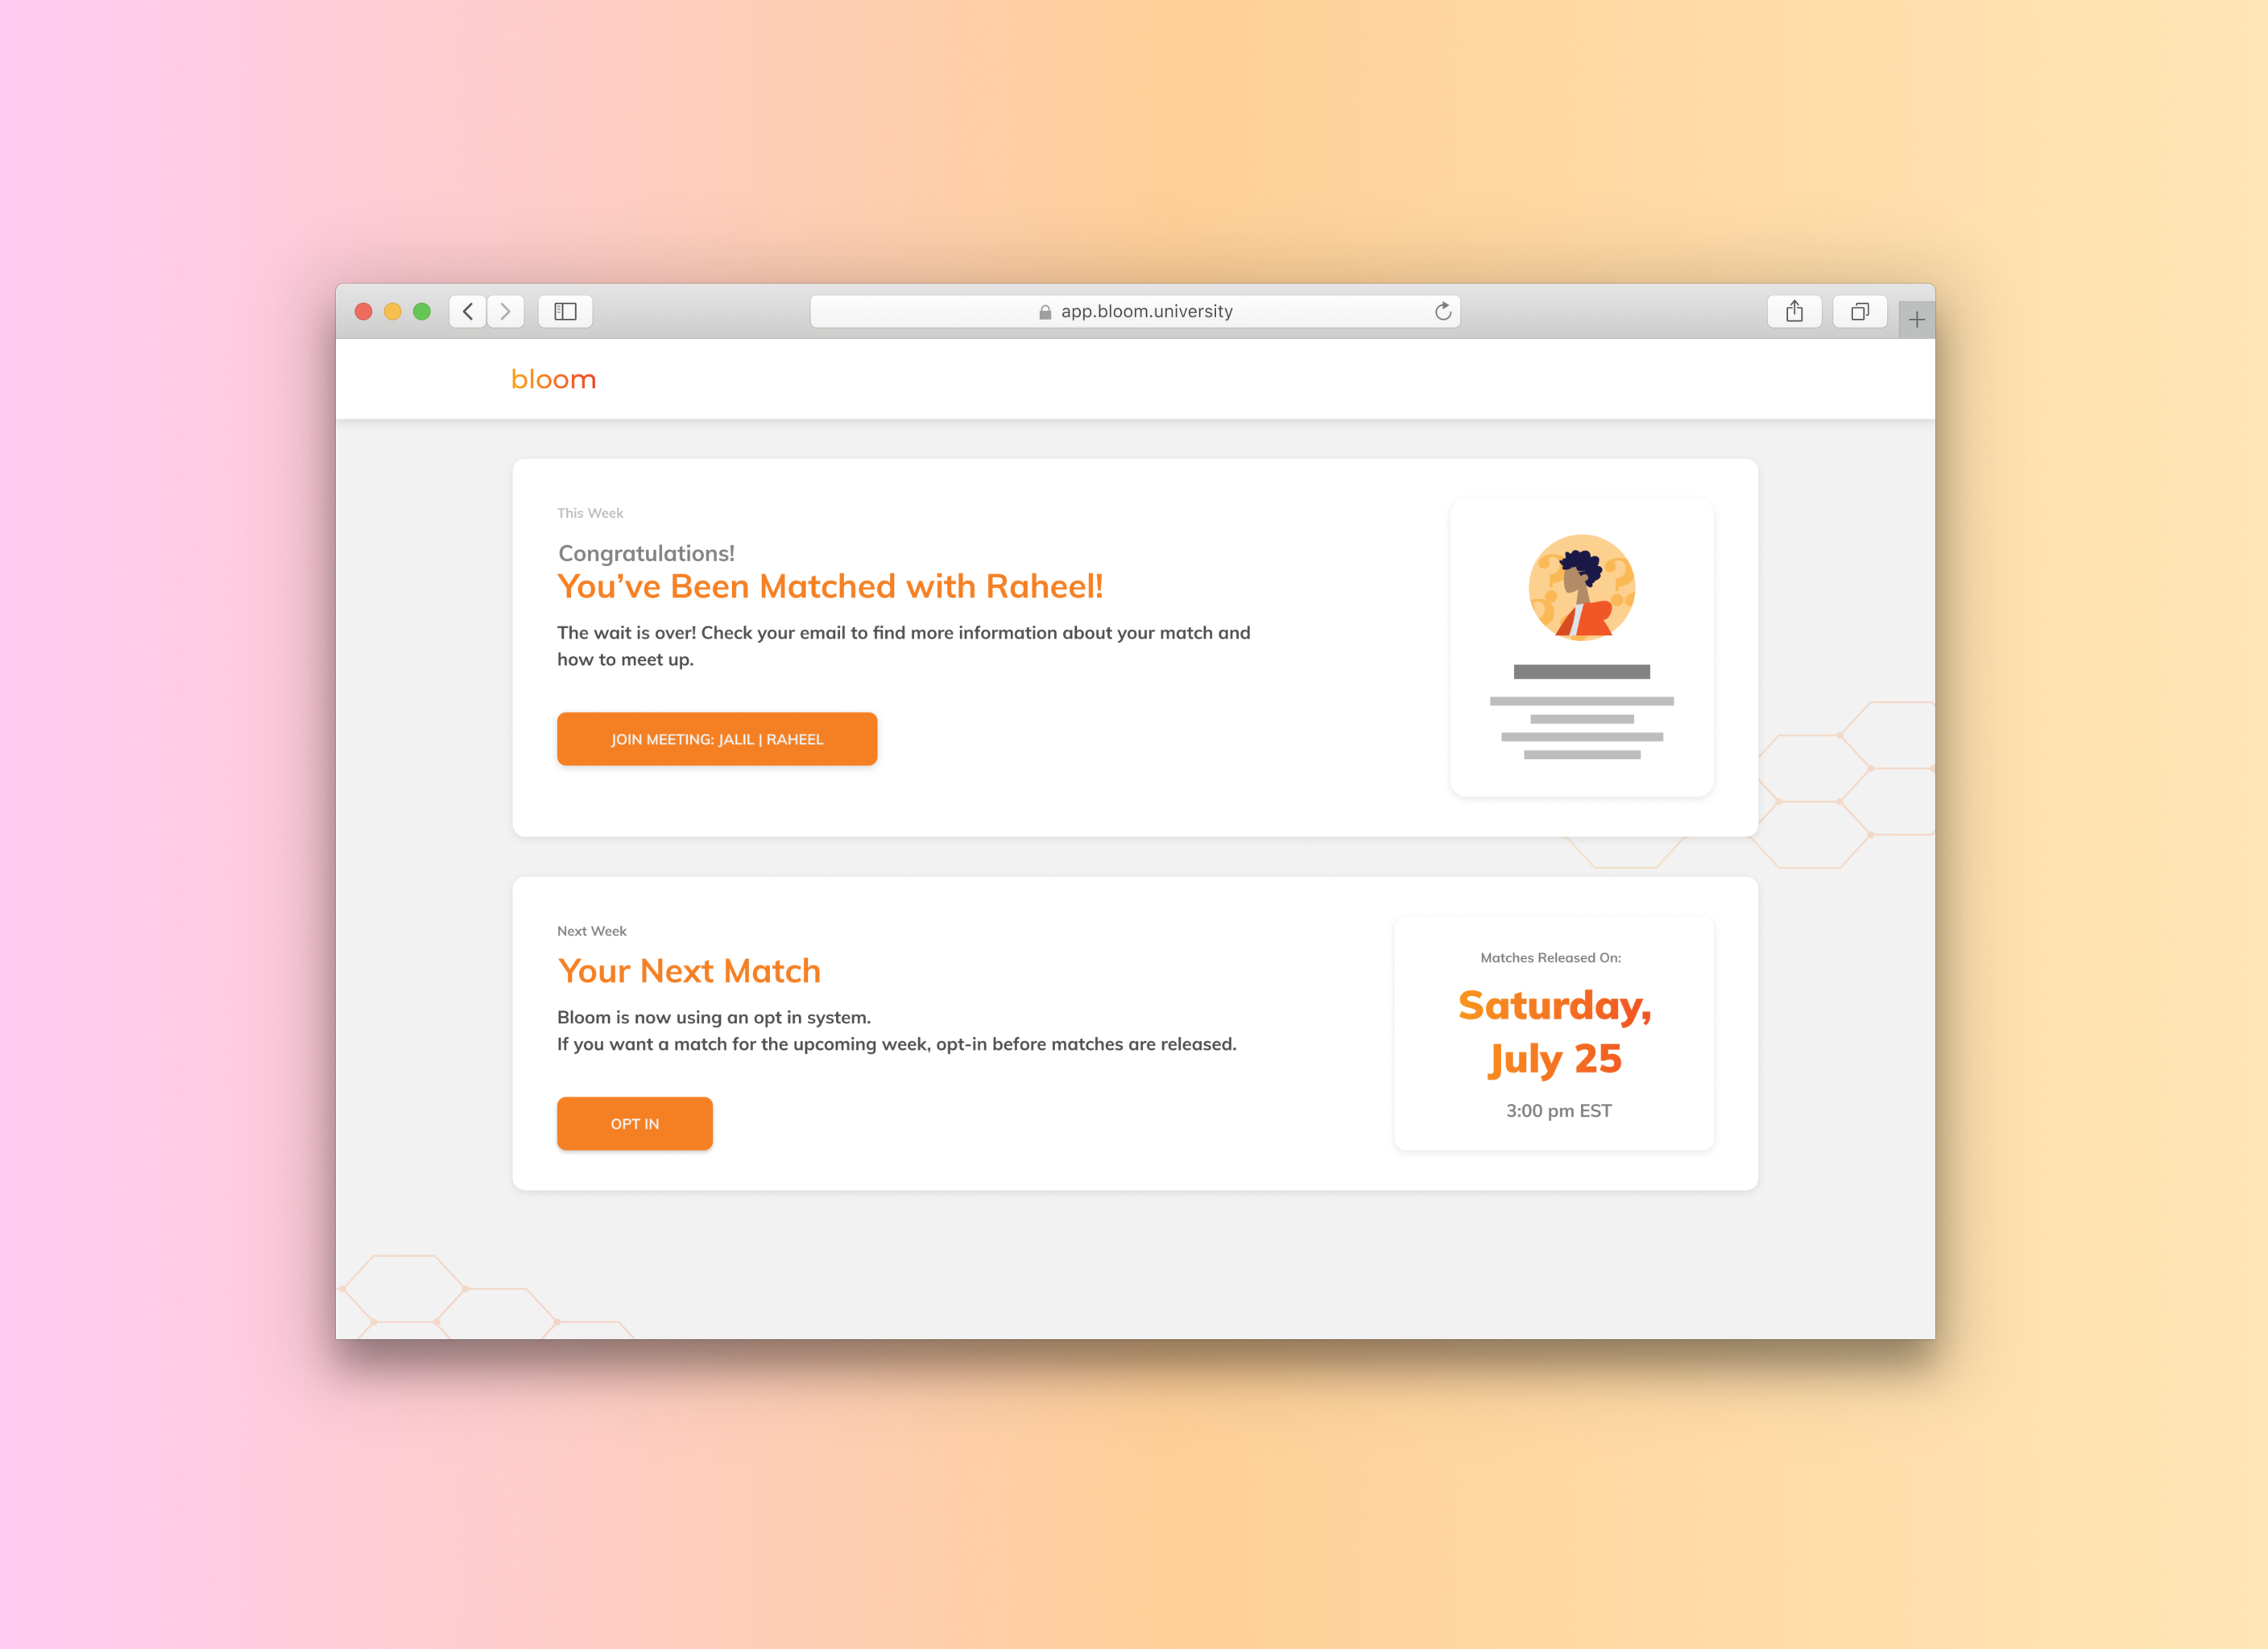 app.bloom.university
bloom
This Week
Congratulations!
You’ve Been Matched with Raheel!
The wait is over! Check your email to find more information about your match and
how to meet up.
JOIN MEETING: JALIL | RAHEEL
Next Week
Your Next Match
Bloom is now using an opt in system.
If you want a match for the upcoming week, opt-in before matches are released.
OPT IN
Matches Released On:
Saturday,
July 25
3:00 pm EST